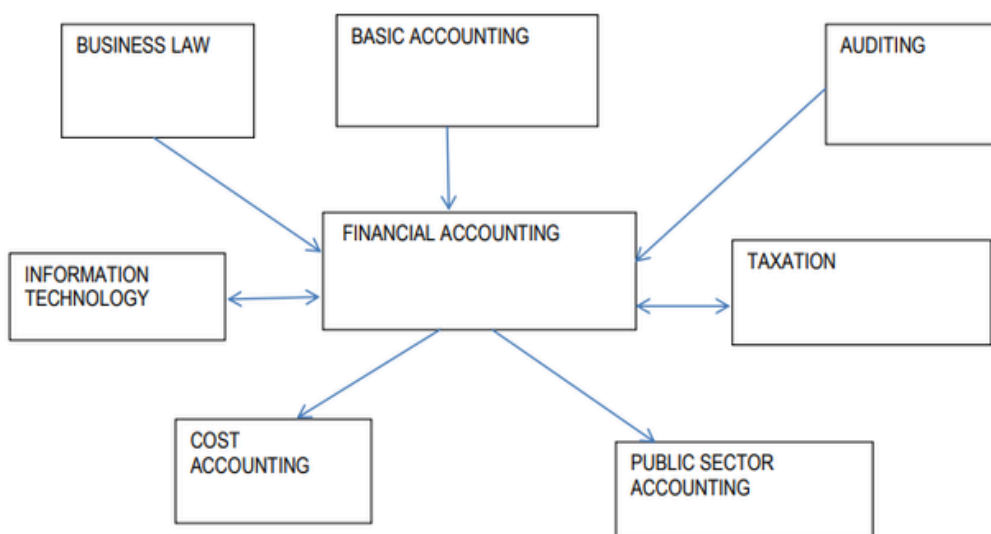 BUSINESS LAW
BASIC ACCOUNTING
AUDITING
FINANCIAL ACCOUNTING
INFORMATION
TECHNOLOGY
TAXATION
COST
ACCOUNTING
PUBLIC SECTOR
ACCOUNTING